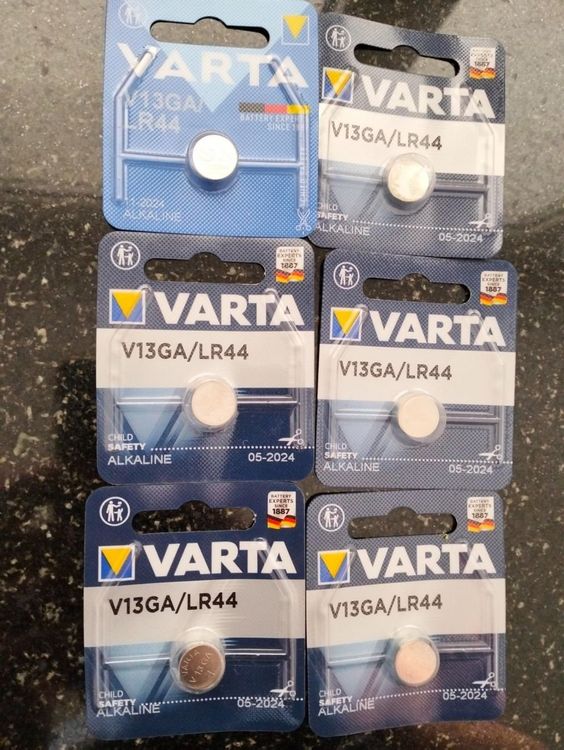 VARTA
V13GA/
LR44
BATTERY EXPERTS
11-2024
ALKALINE
BATTERY
EXPERTS
SINCE
1887
VARTA
V13GA/LR44
CHILD
SAFETY
ALKALINE
05-2024
BATTERY
EXPERTS
SINCE
1887
VARTA
V13GA/LR44
CHILD
SAFETY
ALKALINE
05-2024
BATTERY
EXPERTS
SINCE
1887
VARTA
V13GA/LR44
CHILD
SAFETY
ALKALINE
05-2024
BATTERY
EXPERTS
SINCE
1887
VARTA
V13GA/LR44
VARTA
V13GA
CHILD
SAFETY
ALKALINE
05-2024
BATTERY
EXPERTS
SINCE
1887
VARTA
V13GA/LR44
CHILD
SAFETY
ALKALINE
05-2024